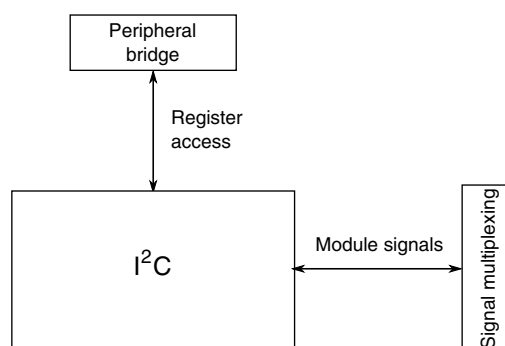 Peripheral
bridge
Register
access
Module signals
I²C
Signal multiplexing